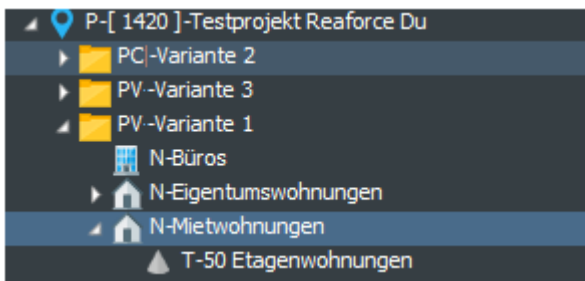 P-[ 1420 ]-Testprojekt Reaforce Du
PC-Variante 2
PV-Variante 3
PV-Variante 1
N-Büros
N-Eigentumswohnungen
N-Mietwohnungen
T-50 Etagenwohnungen